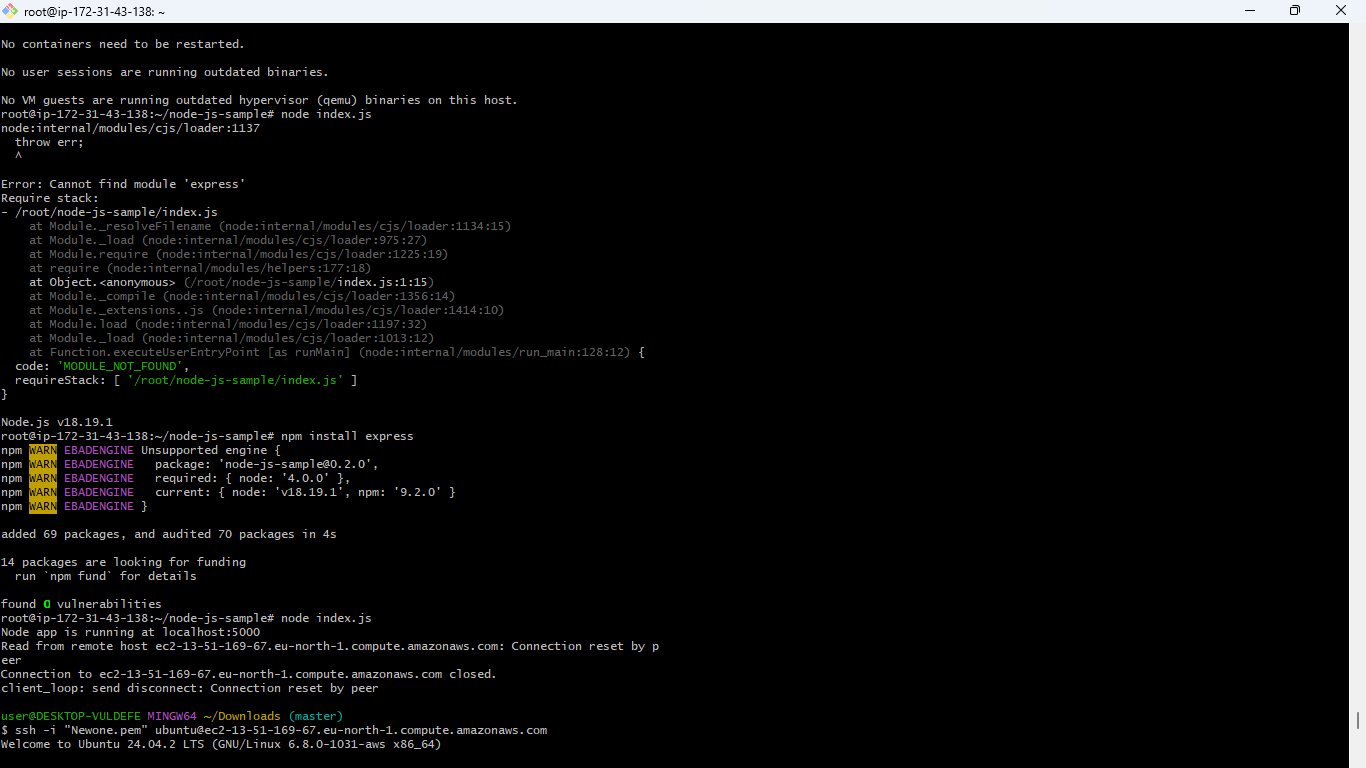 root@ip-172-31-43-138: ~
No containers need to be restarted.
No user sessions are running outdated binaries.
No VM guests are running outdated hypervisor (qemu) binaries on this host.
root@ip-172-31-43-138:~/node-js-sample# node index.js
node:internal/modules/cjs/loader:1137
  throw err;
  ^
Error: Cannot find module 'express'
Require stack:
- /root/node-js-sample/index.js
    at Module._resolveFilename (node:internal/modules/cjs/loader:1134:15)
    at Module._load (node:internal/modules/cjs/loader:975:27)
    at Module.require (node:internal/modules/cjs/loader:1225:19)
    at require (node:internal/modules/helpers:177:18)
    at Object.<anonymous> (/root/node-js-sample/index.js:1:15)
    at Module._compile (node:internal/modules/cjs/loader:1356:14)
    at Module._extensions..js (node:internal/modules/cjs/loader:1414:10)
    at Module.load (node:internal/modules/cjs/loader:1197:32)
    at Module._load (node:internal/modules/cjs/loader:1013:12)
    at Function.executeUserEntryPoint [as runMain] (node:internal/modules/run_main:128:12) {
  code: 'MODULE_NOT_FOUND',
  requireStack: [ '/root/node-js-sample/index.js' ]
}
Node.js v18.19.1
root@ip-172-31-43-138:~/node-js-sample# npm install express
npm WARN EBADENGINE Unsupported engine {
npm WARN EBADENGINE   package: 'node-js-sample@0.2.0',
npm WARN EBADENGINE   required: { node: '4.0.0' },
npm WARN EBADENGINE   current: { node: 'v18.19.1', npm: '9.2.0' }
npm WARN EBADENGINE }
added 69 packages, and audited 70 packages in 4s
14 packages are looking for funding
  run `npm fund` for details
found 0 vulnerabilities
root@ip-172-31-43-138:~/node-js-sample# node index.js
Node app is running at localhost:5000
Read from remote host ec2-13-51-169-67.eu-north-1.compute.amazonaws.com: Connection reset by p
eer
Connection to ec2-13-51-169-67.eu-north-1.compute.amazonaws.com closed.
client_loop: send disconnect: Connection reset by peer
user@DESKTOP-VULDEFE MINGW64 ~/Downloads (master)
$ ssh -i "Newone.pem" ubuntu@ec2-13-51-169-67.eu-north-1.compute.amazonaws.com
Welcome to Ubuntu 24.04.2 LTS (GNU/Linux 6.8.0-1031-aws x86_64)